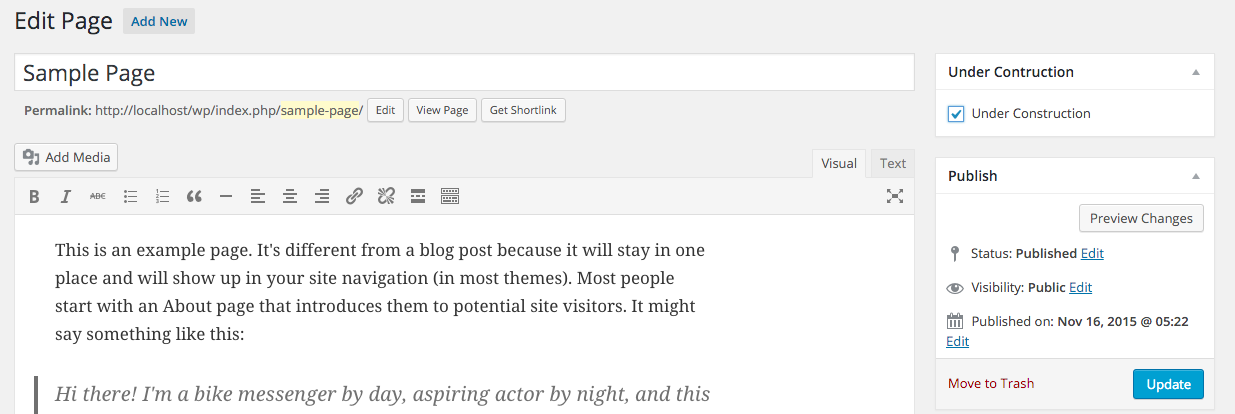 Edit Page Add New
Sample Page
Permalink: http://localhost/wp/index.php/sample-page/ Edit View Page Get Shortlink
Add Media
Visual Text
B I ABC
This is an example page. It's different from a blog post because it will stay in one
place and will show up in your site navigation (in most themes). Most people
start with an About page that introduces them to potential site visitors. It might
say something like this:
Hi there! I'm a bike messenger by day, aspiring actor by night, and this
Under Contruction
Under Construction
Publish
Preview Changes
Status: Published Edit
Visibility: Public Edit
Published on: Nov 16, 2015 @ 05:22
Edit
Move to Trash Update